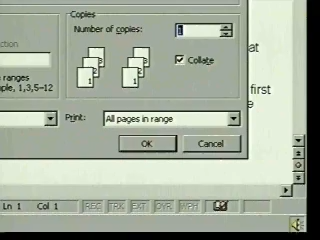 Copies
Number of copies: 1
ction
at
Collate
ranges
ple, 1,3,5-12
first
e
Print: All pages in range
OK Cancel
Ln 1 Col 1 REC TRK EXT OVR WPH